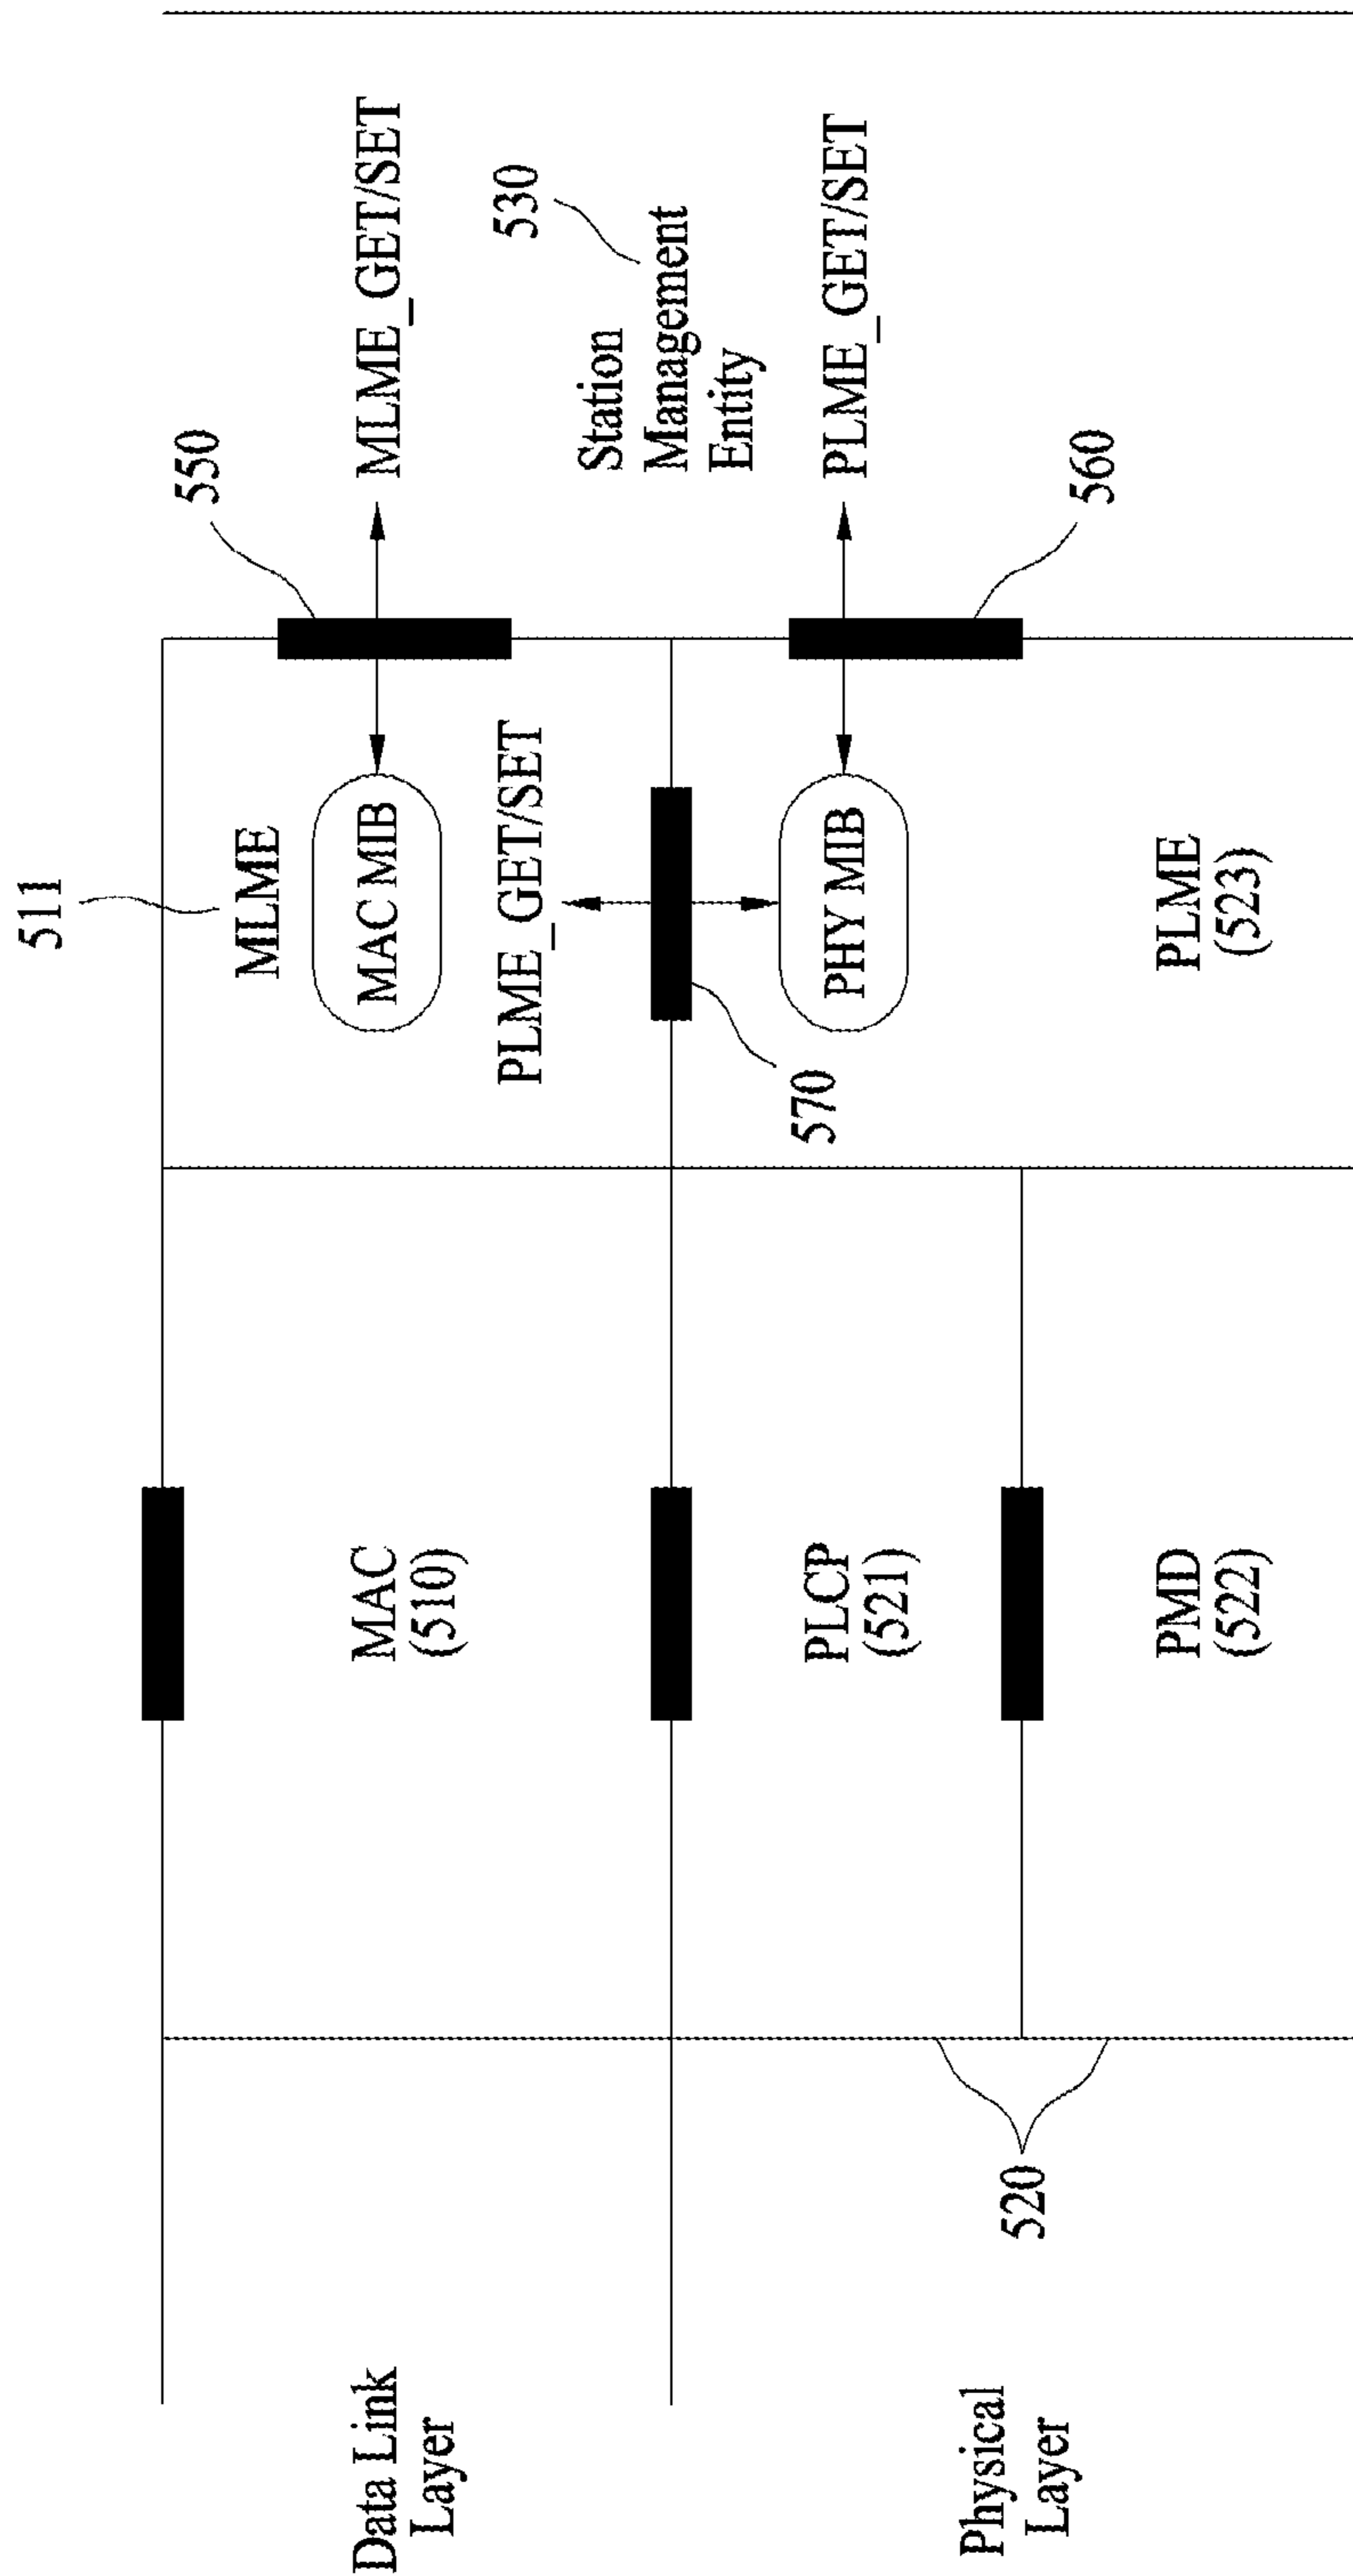 511
550
MLME
MLME_GET/SET
Data Link
Layer
MAC
(510)
MAC MIB
530
PLME_GET/SET
Station
Management
Entity
570
PLCP
(521)
PHY MIB
PLME_GET/SET
560
Physical
Layer
520
PMD
(522)
PLME
(523)